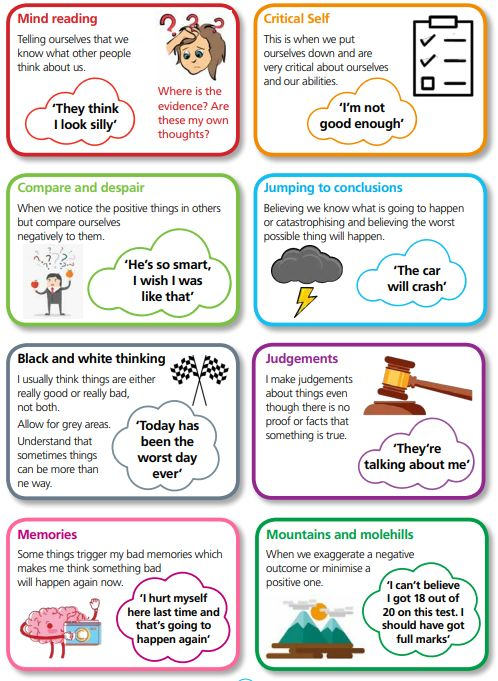 Mind reading
Telling ourselves that we
know what other people
think about us.
'They think
I look silly'
Where is the
evidence? Are
these my own
thoughts?
Critical Self
This is when we put
ourselves down and are
very critical about ourselves
and our abilities.
'I'm not
good enough'
Compare and despair
When we notice the positive things in others
but compare ourselves
negatively to them.
'He's so smart,
I wish I was
like that'
Jumping to conclusions
Believing we know what is going to happen
or catastrophising and believing the worst
possible thing will happen.
'The car
will crash'
Black and white thinking
I usually think things are either
really good or really bad,
not both.
Allow for grey areas.
Understand that
sometimes things
can be more than
ne way.
'Today has
been the
worst day
ever'
Judgements
I make judgements
about things even
though there is no
proof or facts that
something is true.
'They're
talking about me'
Memories
Some things trigger my bad memories which
makes me think something bad
will happen again now.
'I hurt myself
here last time and
that's going to
happen again'
Mountains and molehills
When we exaggerate a negative
outcome or minimise a
positive one.
'I can't believe
I got 18 out of
20 on this test. I
should have got
full marks'